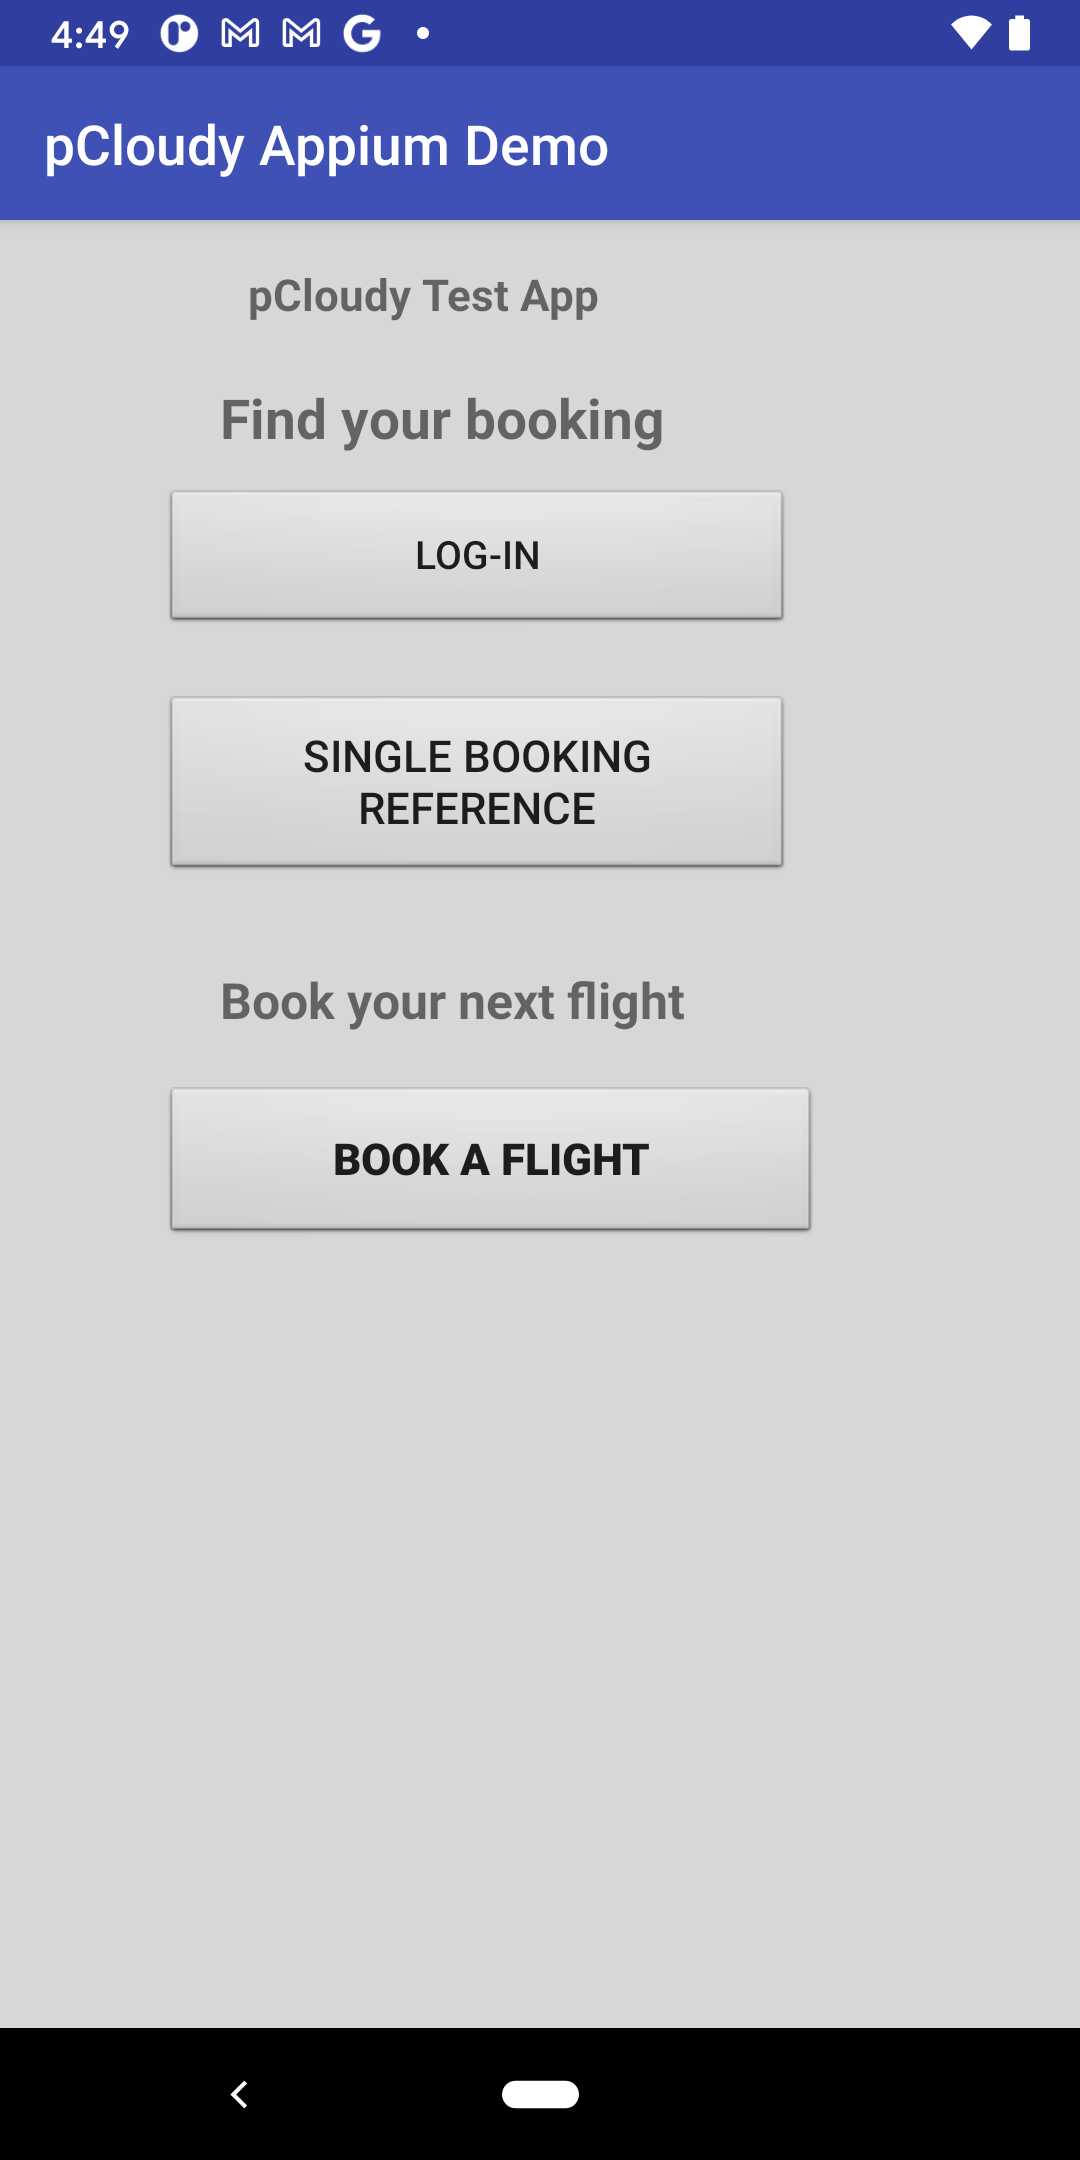 4:49
pCloudy Appium Demo
pCloudy Test App
Find your booking
LOG-IN
SINGLE BOOKING
REFERENCE
Book your next flight
BOOK A FLIGHT